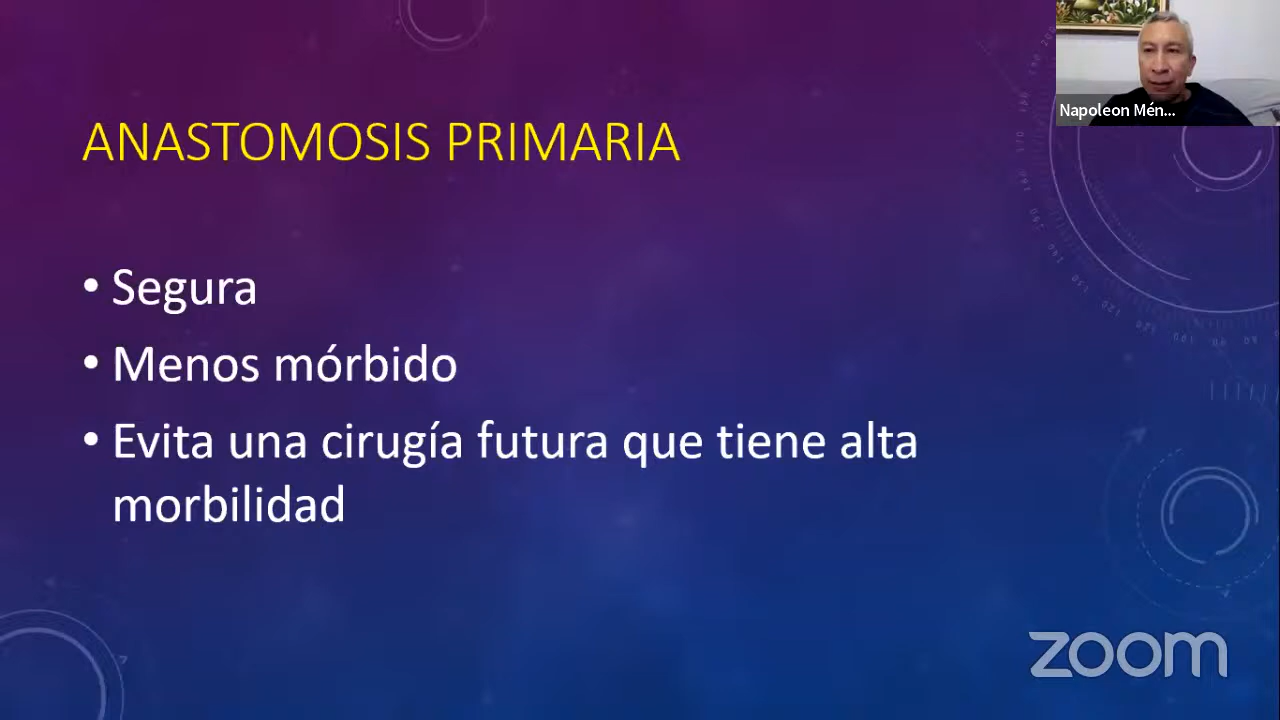 Napoleon Mén...
ANASTOMOSIS PRIMARIA
• Segura
• Menos mórbido
• Evita una cirugía futura que tiene alta
morbilidad
zoom